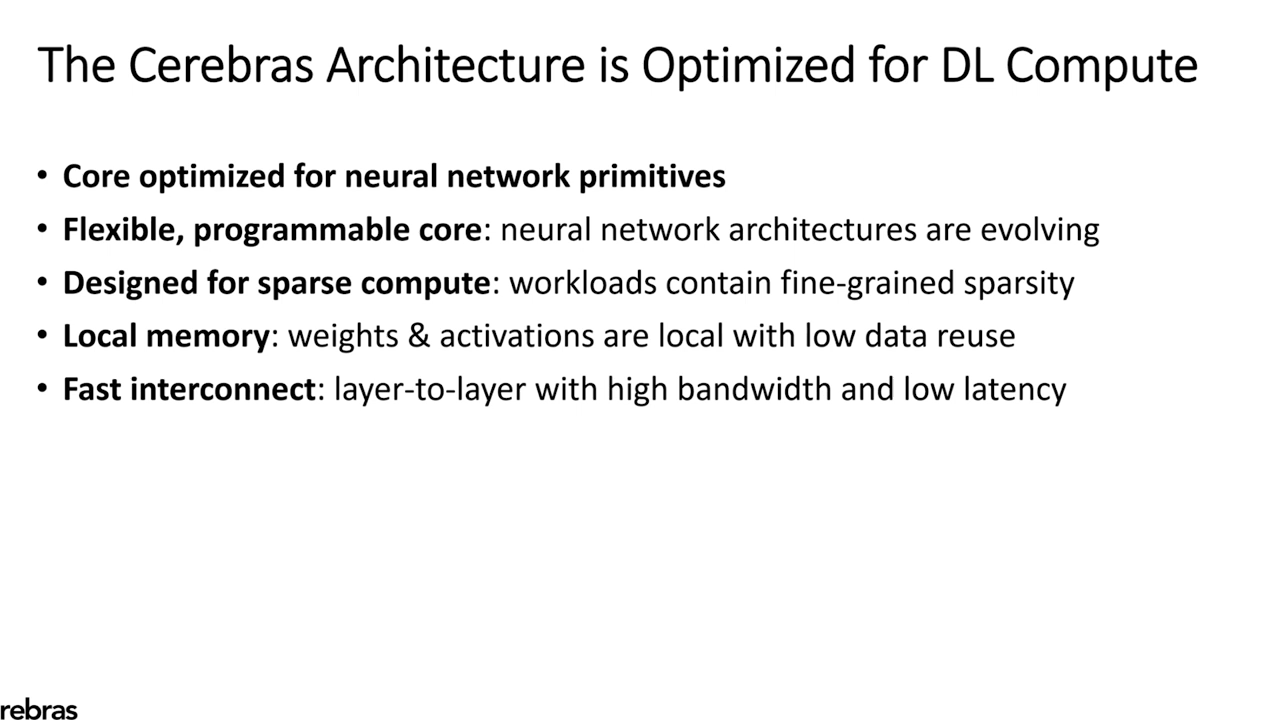 The Cerebras Architecture is Optimized for DL Compute
• Core optimized for neural network primitives
• Flexible, programmable core: neural network architectures are evolving
• Designed for sparse compute: workloads contain fine-grained sparsity
• Local memory: weights & activations are local with low data reuse
• Fast interconnect: layer-to-layer with high bandwidth and low latency
rebras